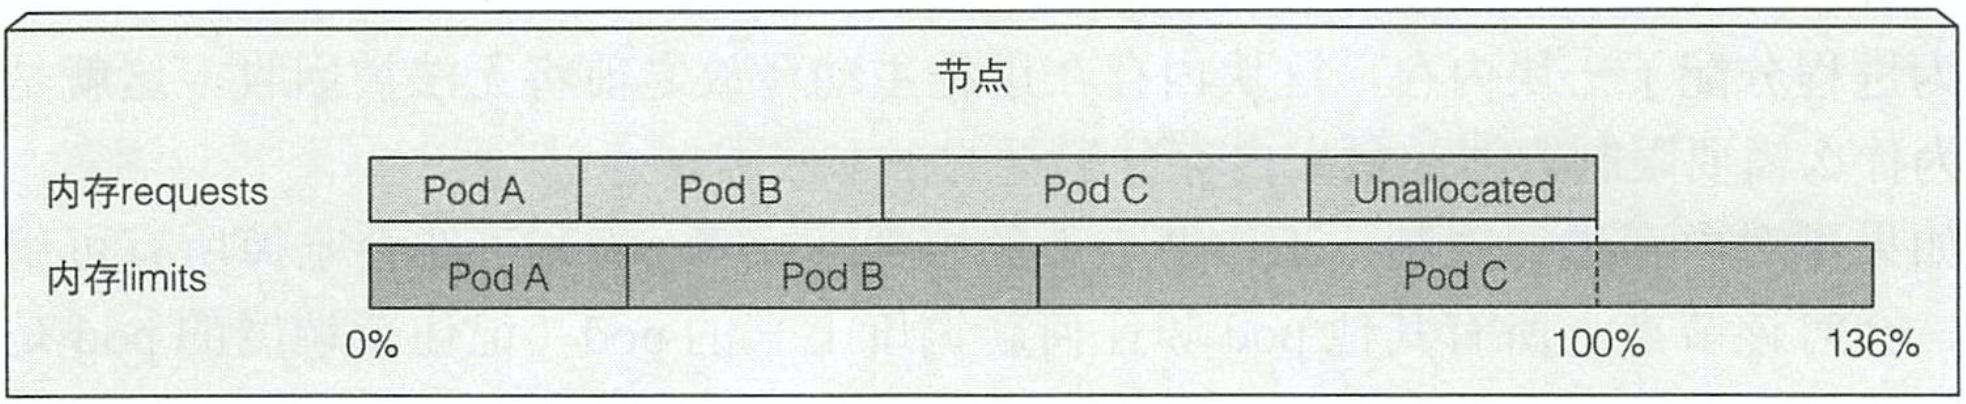 节点
内存requests Pod A Pod B Pod C Unallocated
内存limits Pod A Pod B Pod C
0% 100% 136%